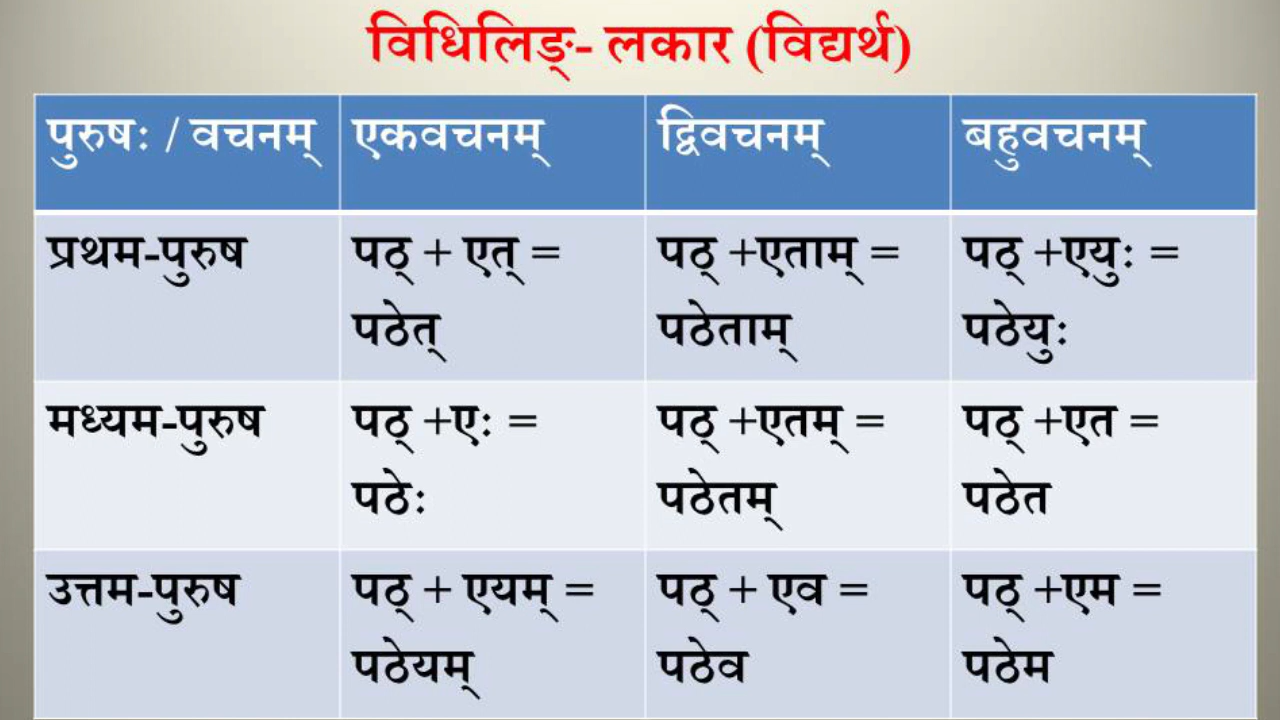 विधिलिङ्- लकार (विद्यर्थ)
पुरुषः / वचनम् एकवचनम् द्विवचनम् बहुवचनम्
प्रथम-पुरुष पठ् + एत् = पठ् +एताम् = पठ् +एयुः =
पठेत् पठेताम् पठेयुः
मध्यम-पुरुष पठ् +एः = पठ् +एतम् = पठ् +एत =
पठेः पठेतम् पठेत
उत्तम-पुरुष पठ् + एयम् = पठ् + एव = पठ् +एम =
पठेयम् पठेव पठेम